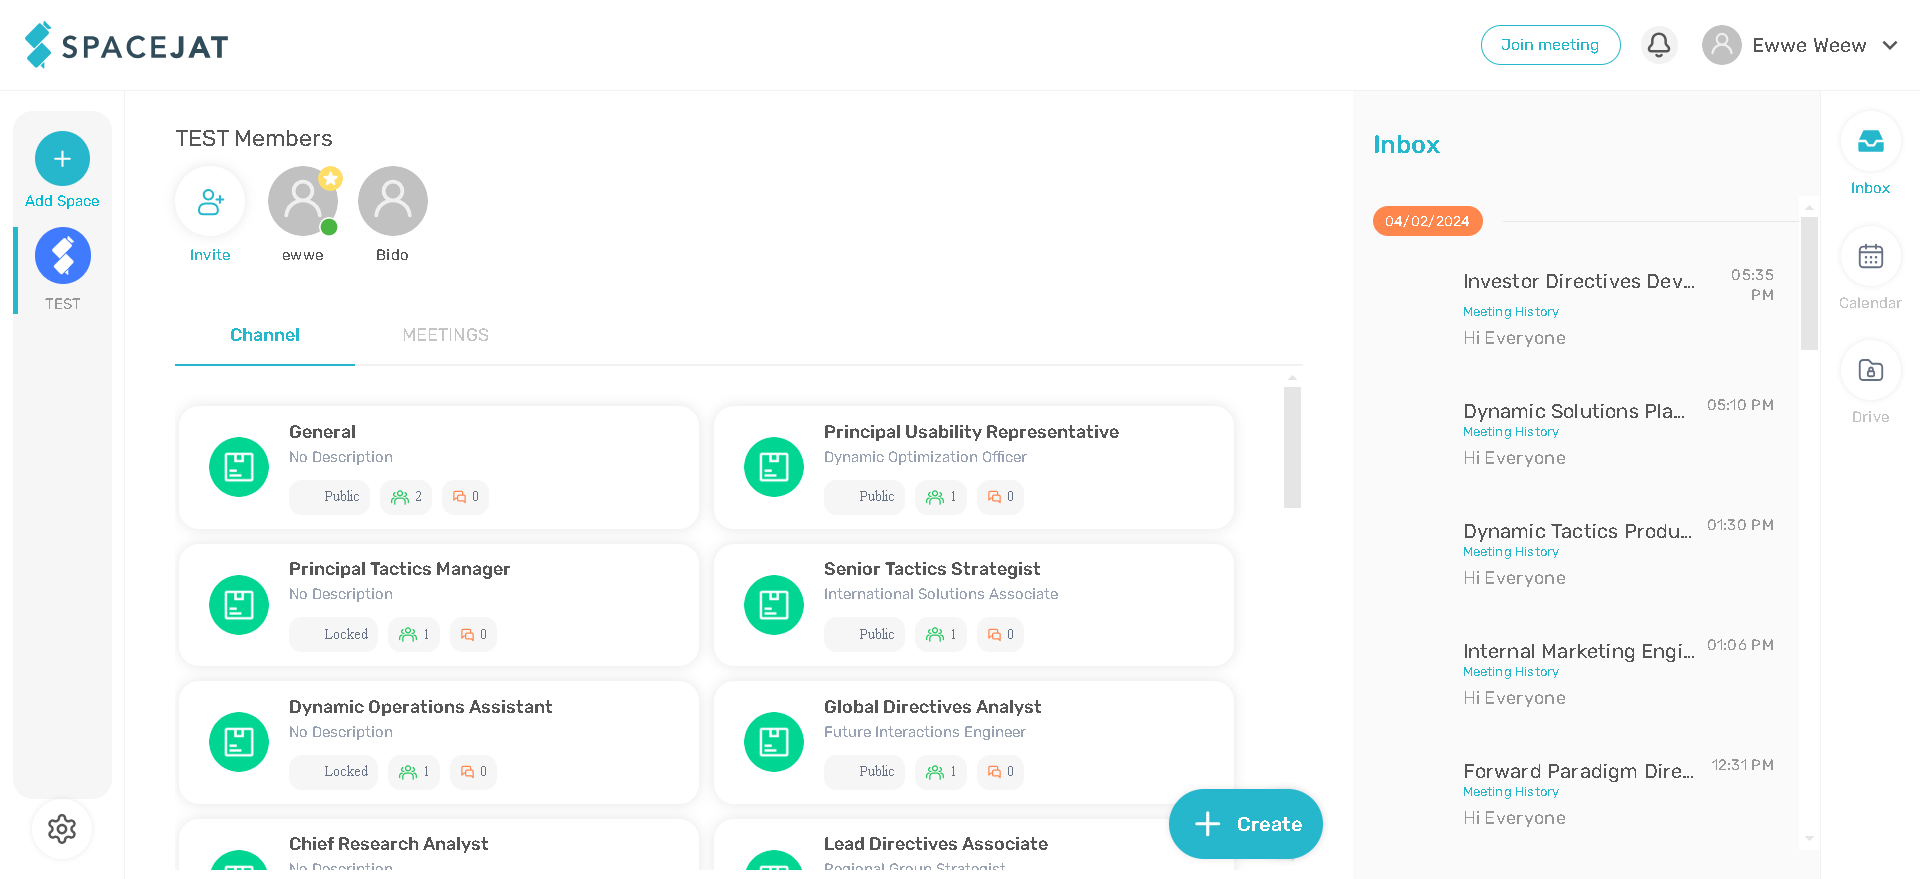 SPACEJAT
Join meeting
Ewwe Weew
Add Space
TEST
TEST Members
Invite
ewwe
Bido
Channel
MEETINGS
General
No Description
Public
2
0
Principal Usability Representative
Dynamic Optimization Officer
Public
1
0
Principal Tactics Manager
No Description
Locked
1
0
Senior Tactics Strategist
International Solutions Associate
Public
1
0
Dynamic Operations Assistant
No Description
Locked
1
0
Global Directives Analyst
Future Interactions Engineer
Public
1
0
Chief Research Analyst
No Description
Lead Directives Associate
Regional Group Strategist
Create
Inbox
04/02/2024
Investor Directives Dev...
05:35
PM
Meeting History
Hi Everyone
Dynamic Solutions Pla...
05:10 PM
Meeting History
Hi Everyone
Dynamic Tactics Produ...
01:30 PM
Meeting History
Hi Everyone
Internal Marketing Engi...
01:06 PM
Meeting History
Hi Everyone
Forward Paradigm Dire...
12:31 PM
Meeting History
Hi Everyone
Inbox
Calendar
Drive